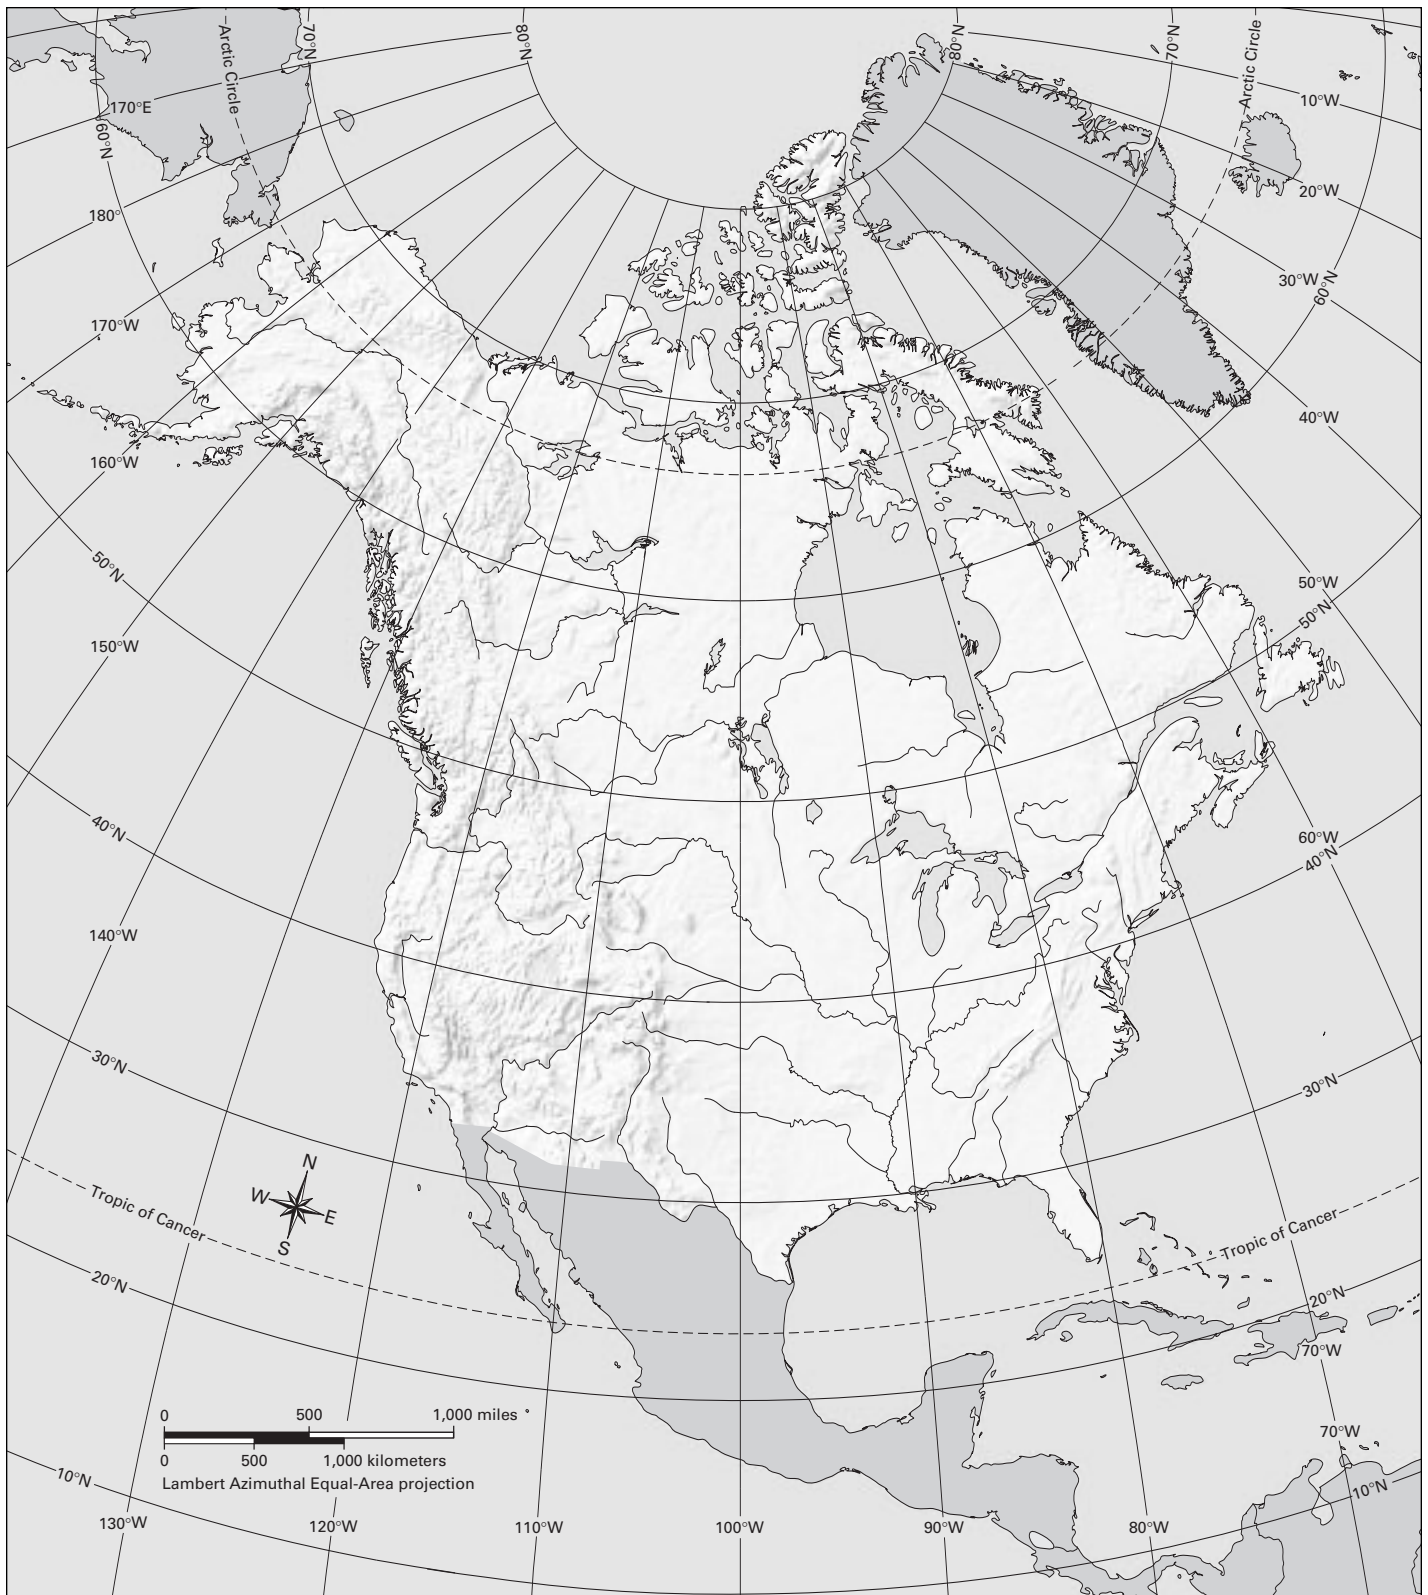 70°N
80°N
80°N
70°N
Arctic Circle
Arctic Circle
170°E
10°W
60°N
180°
20°W
30°W
60°N
170°W
40°W
160°W
50°N
50°W
50°N
150°W
40°N
60°W
40°N
140°W
30°N
30°N
N
W
E
S
Tropic of Cancer
Tropic of Cancer
20°N
20°N
70°W
0 500 1,000 miles
70°W
0 500 1,000 kilometers
Lambert Azimuthal Equal-Area projection
10°N
10°N
130°W
120°W
110°W
100°W
90°W
80°W